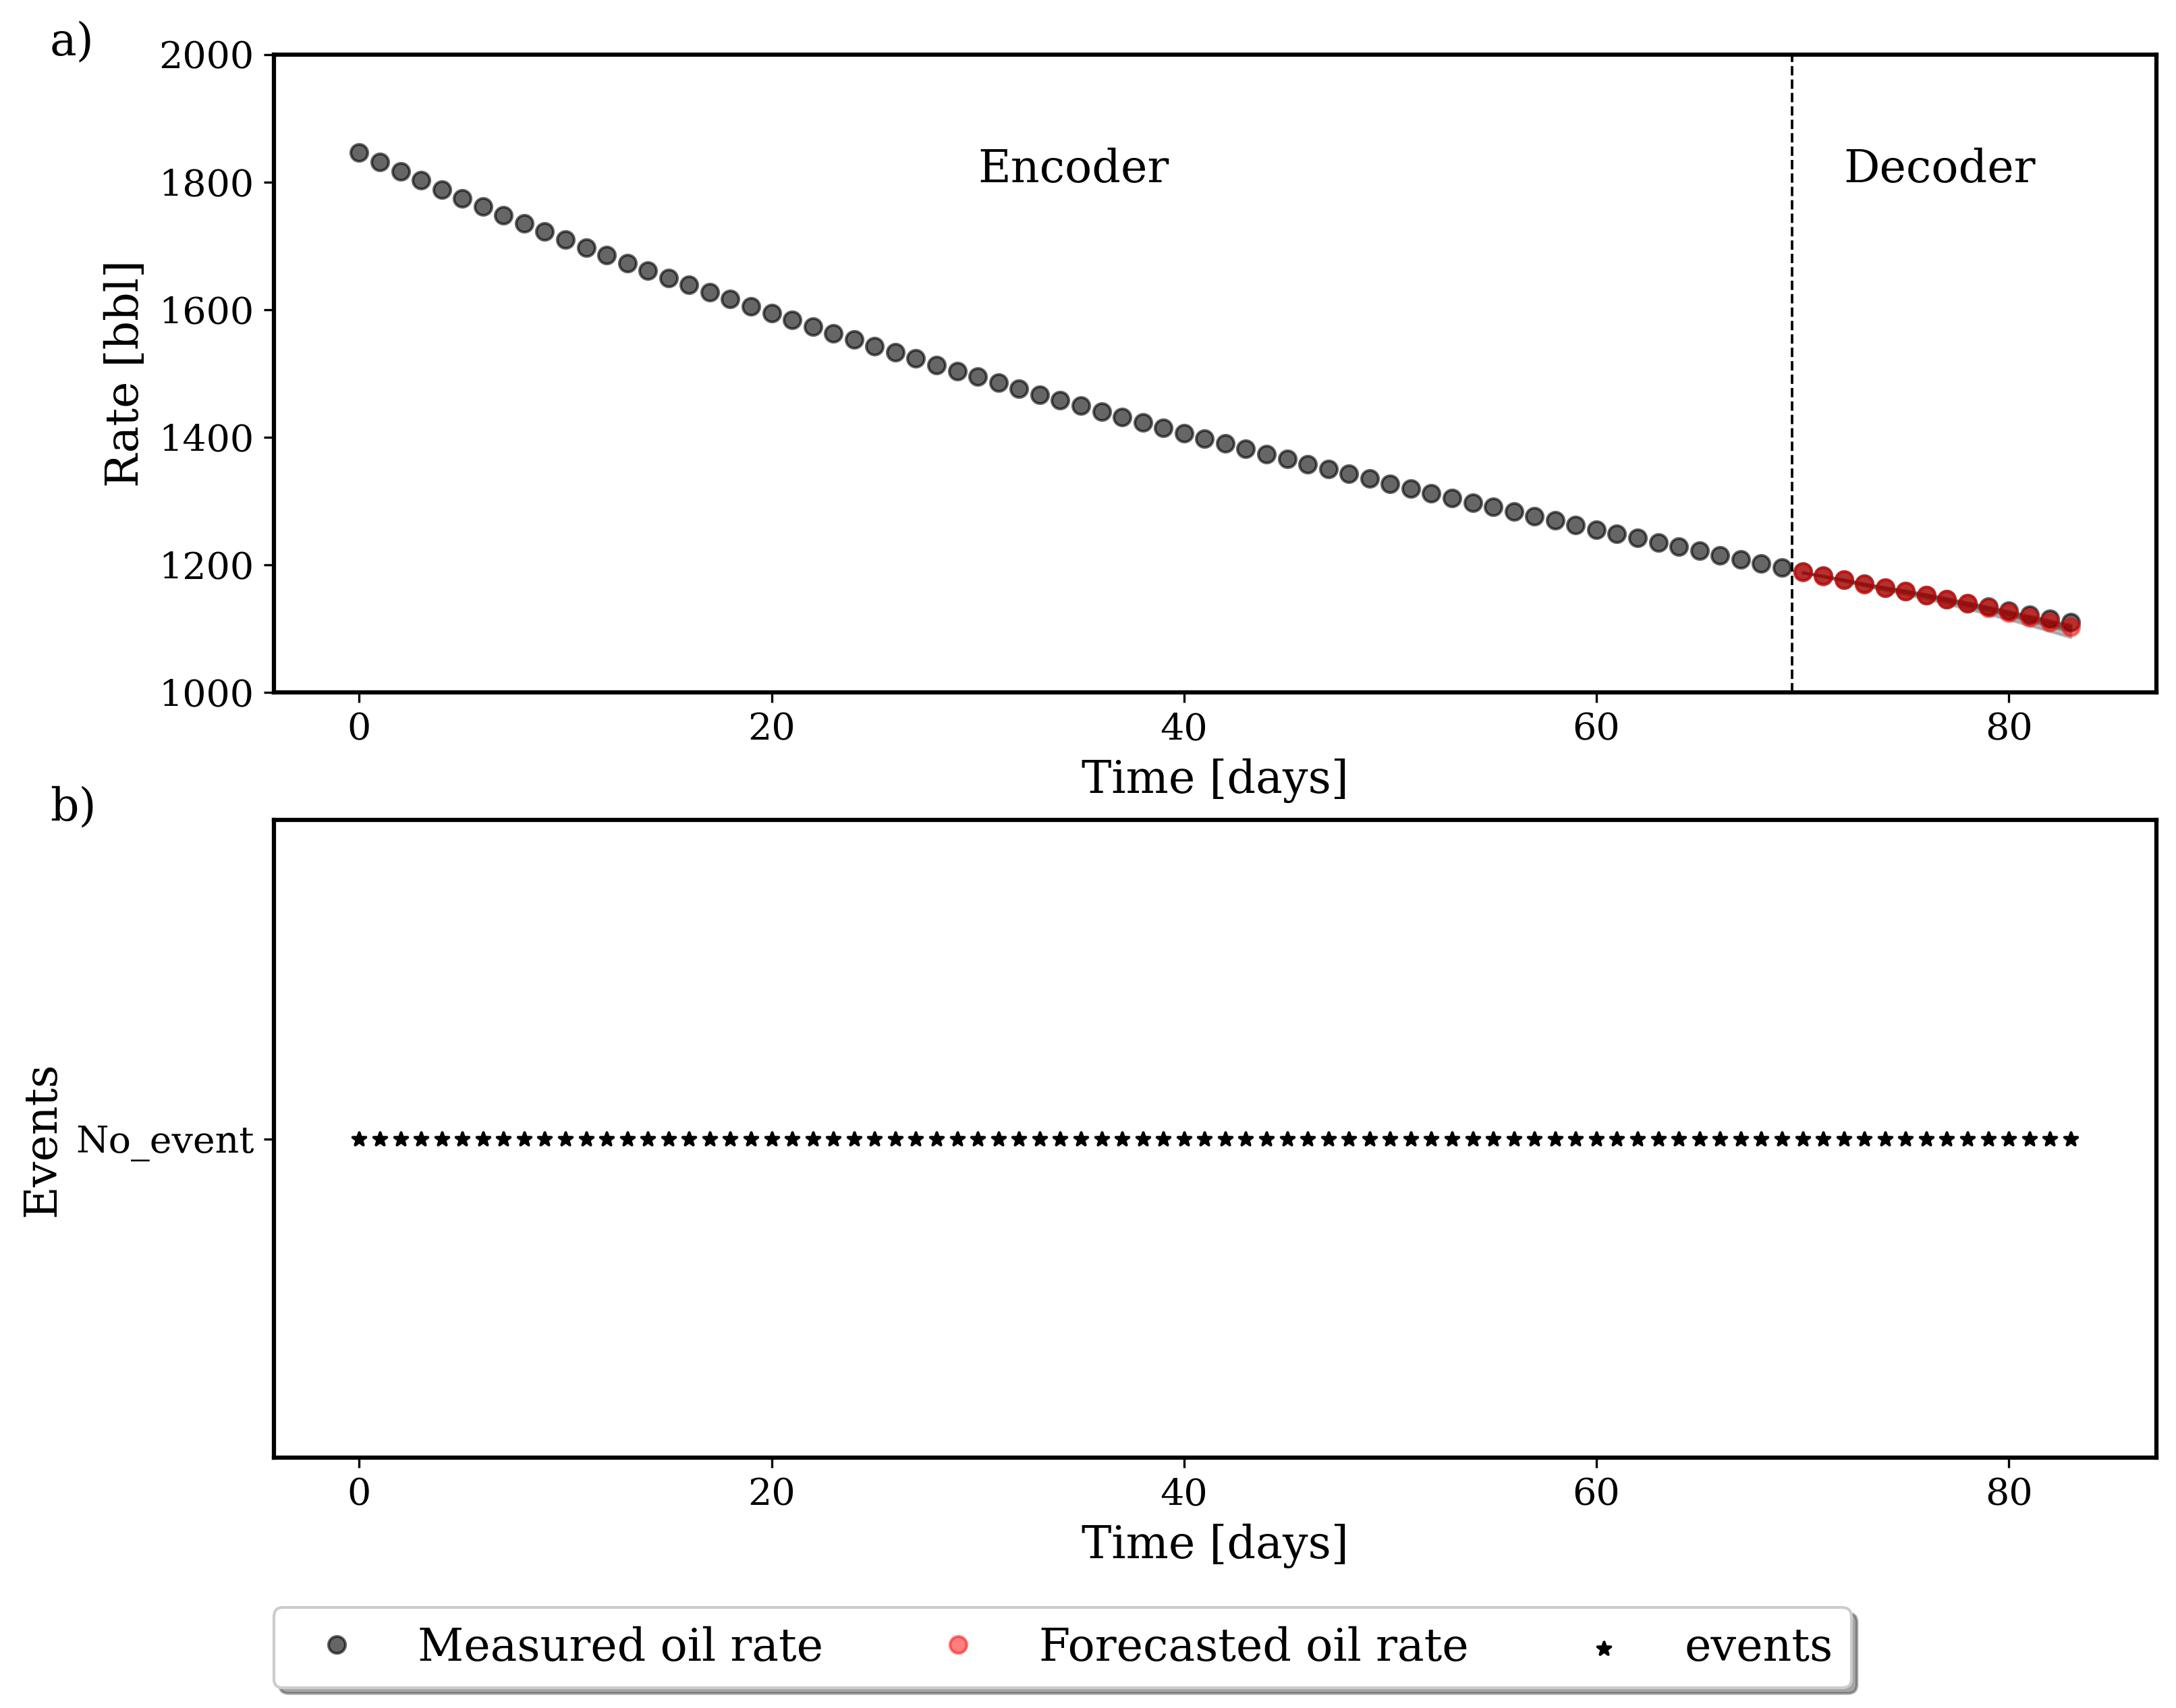 a)
2000
1800
1600
1400
1200
1000
Rate [bbl]
Encoder
Decoder
0 20 40 60 80
Time [days]
b)
Events
No_event
0 20 40 60 80
Time [days]
Measured oil rate Forecasted oil rate events